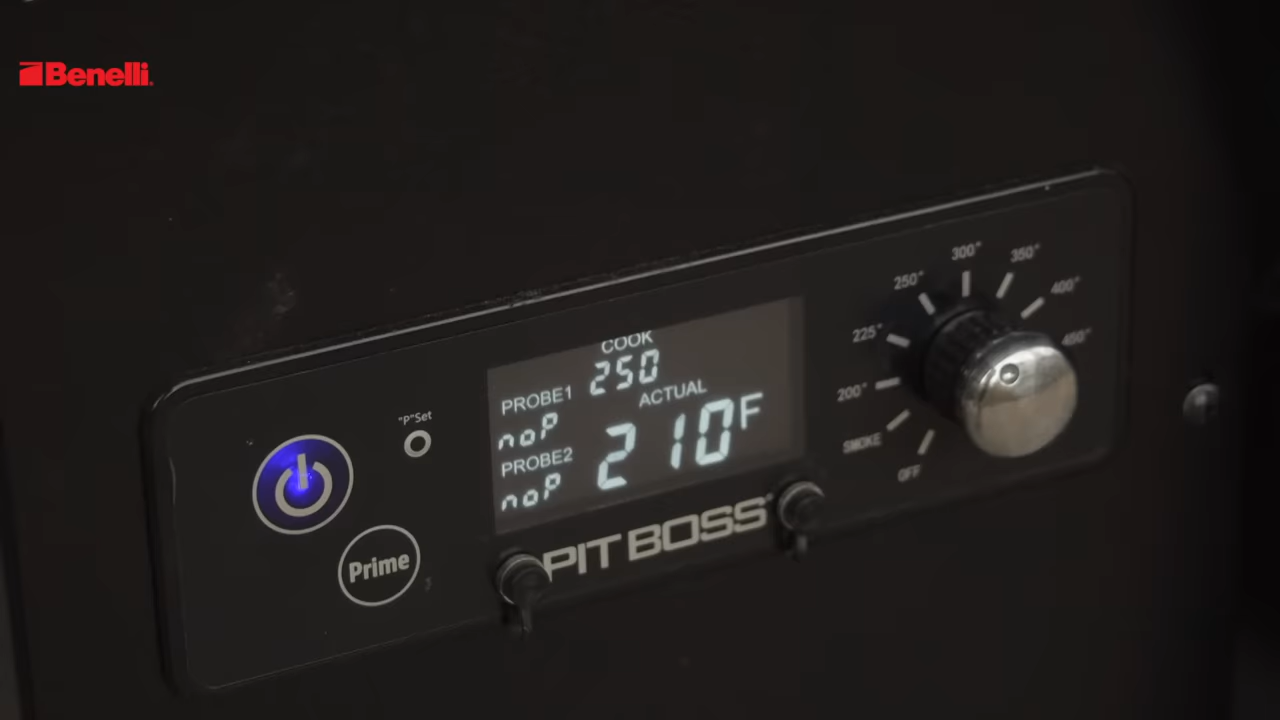 Benelli
"P"Set
Prime
COOK
250
PROBE1
noP
ACTUAL
210F
PROBE2
noP
PIT BOSS
OFF
SMOKE
200°
225°
250°
300°
350°
400°
450°